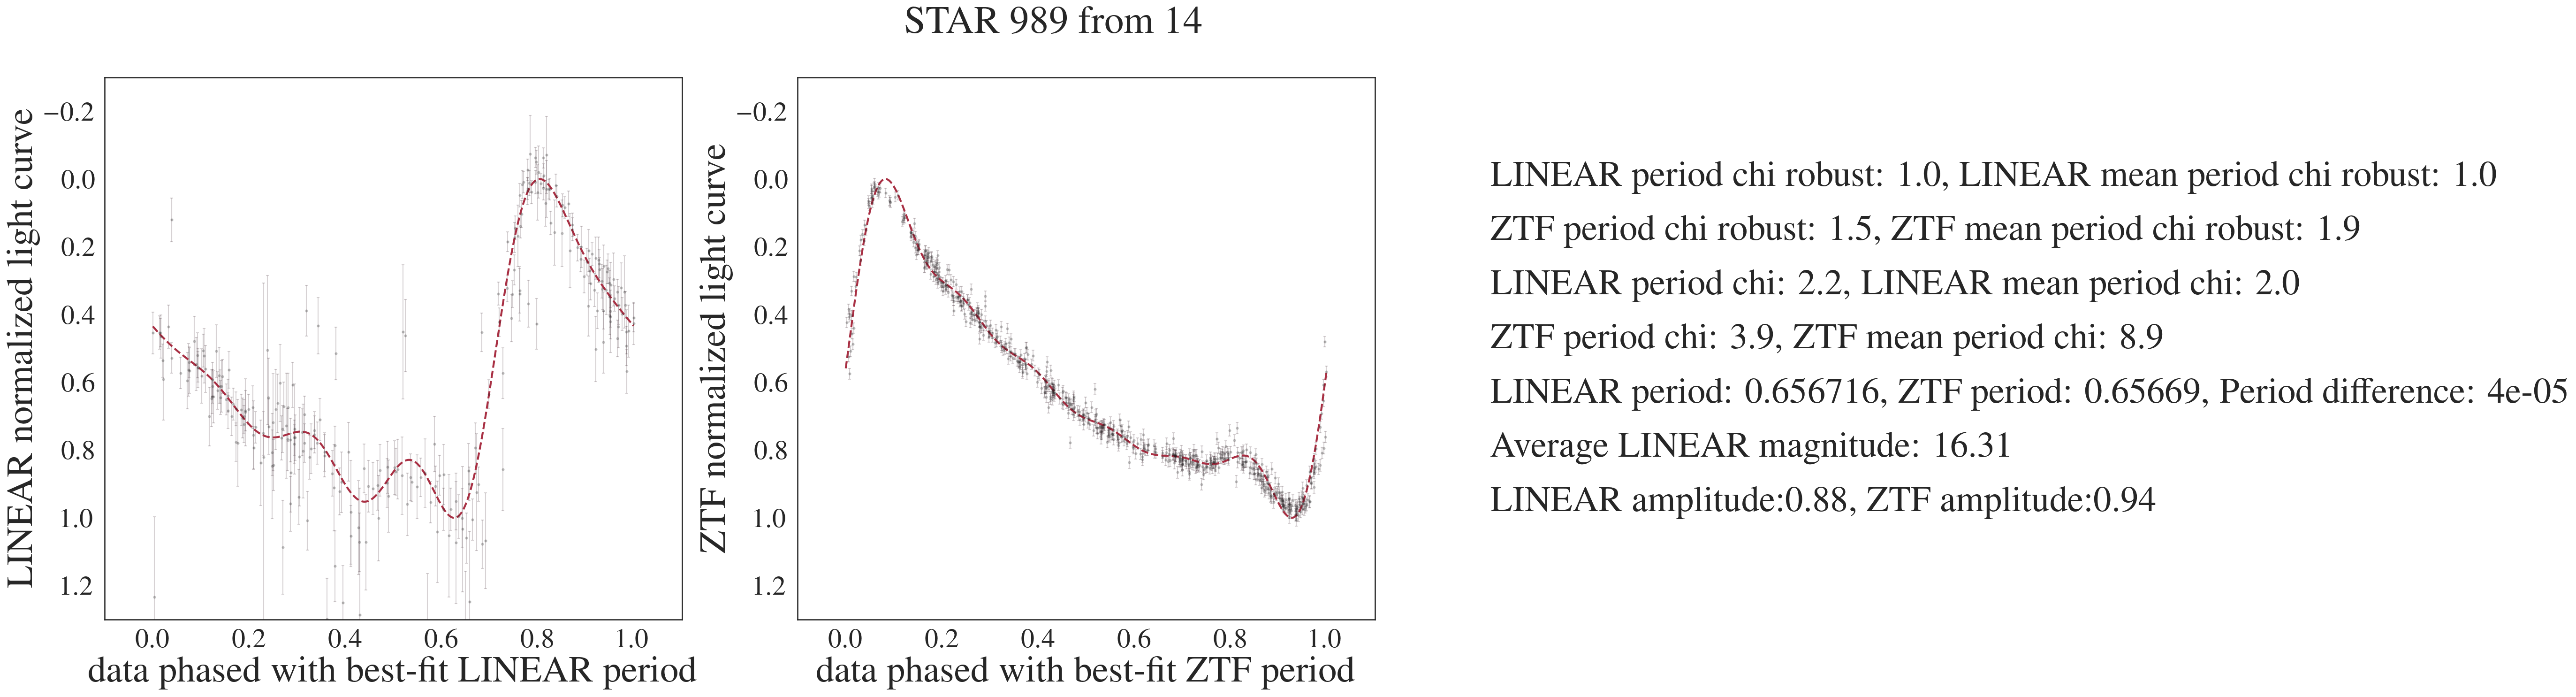 STAR 989 from 14
LINEAR normalized light curve
−0.2
0.0
0.2
0.4
0.6
0.8
1.0
1.2
0.0 0.2 0.4 0.6 0.8 1.0
data phased with best-fit LINEAR period
ZTF normalized light curve
−0.2
0.0
0.2
0.4
0.6
0.8
1.0
1.2
0.0 0.2 0.4 0.6 0.8 1.0
data phased with best-fit ZTF period
LINEAR period chi robust: 1.0, LINEAR mean period chi robust: 1.0
ZTF period chi robust: 1.5, ZTF mean period chi robust: 1.9
LINEAR period chi: 2.2, LINEAR mean period chi: 2.0
ZTF period chi: 3.9, ZTF mean period chi: 8.9
LINEAR period: 0.656716, ZTF period: 0.65669, Period difference: 4e-05
Average LINEAR magnitude: 16.31
LINEAR amplitude:0.88, ZTF amplitude:0.94